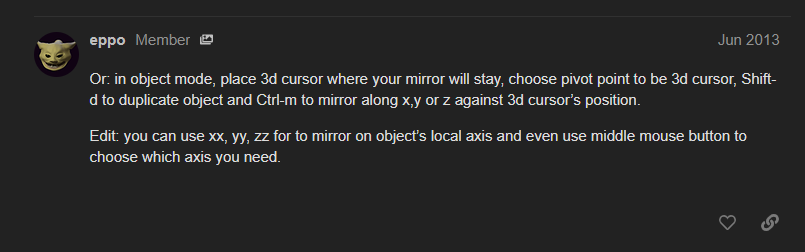 eppo Member Jun 2013
Or: in object mode, place 3d cursor where your mirror will stay, choose pivot point to be 3d cursor, Shift-
d to duplicate object and Ctrl-m to mirror along x,y or z against 3d cursor’s position.
Edit: you can use xx, yy, zz for to mirror on object’s local axis and even use middle mouse button to
choose which axis you need.